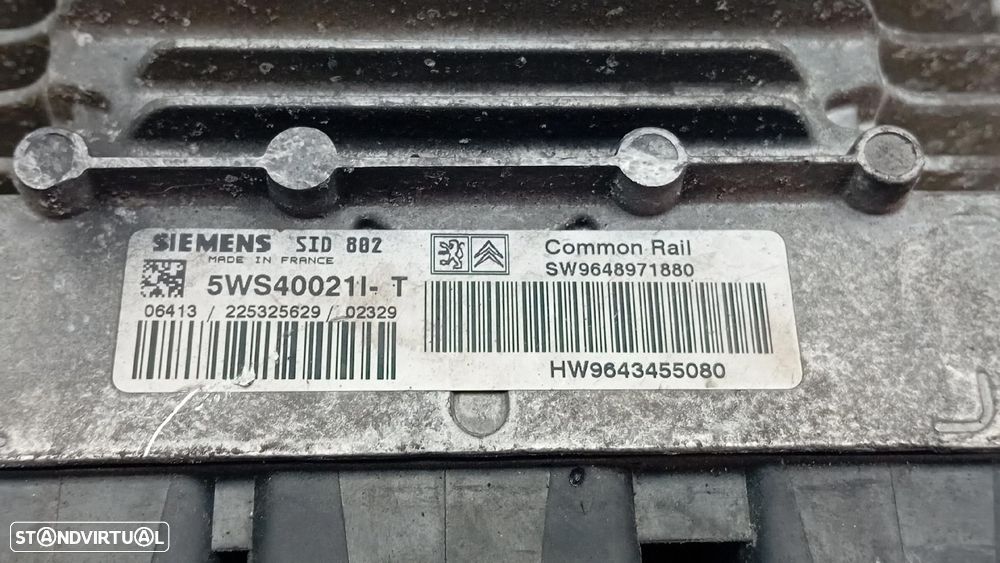 SIEMENS SID 802
MADE IN FRANCE
5WS40021I- T
06413 / 225325629 / 02329
Common Rail
SW9648971880
HW9643455080
STANDVIRTUAL